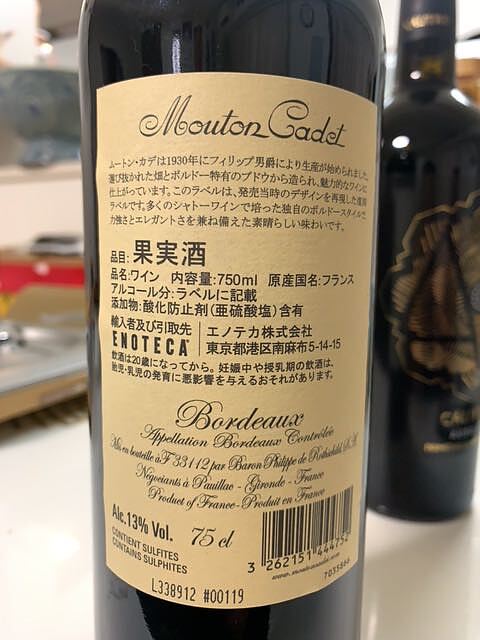 Mouton Cadet
ムートン・カデは1930年にフィリップ男爵により生産が始められました。
選び抜かれた畑とボルドー特有のブドウから造られ、魅力的なワインに
仕上がっています。このラベルは、発売当時のデザインを再現した復刻
ラベルです。多くのシャトーワインで培った独自のボルドースタイルで
力強さとエレガントさを兼ね備えた素晴らしい味わいです。
品目: 果実酒
品名:ワイン 内容量:750ml 原産国名:フランス
アルコール分:ラベルに記載
添加物:酸化防止剤(亜硫酸塩)含有
輸入者及び引取先 エノテカ株式会社
ENOTECA 東京都港区南麻布5-14-15
飲酒は20歳になってから。妊娠中や授乳期の飲酒は、
胎児・乳児の発育に悪影響を与えるおそれがあります。
Bordeaux
Appellation Bordeaux Contrôlée
Mis en bouteille à F 33112 par Baron Philippe de Rothschild S.A.
Négociants à Pauillac - Gironde - France
Product of France - Produit en France
Alc. 13% Vol. 75 cl
CONTIENT SULFITES
CONTAINS SULPHITES
3 262151 444754
L338912 #00119